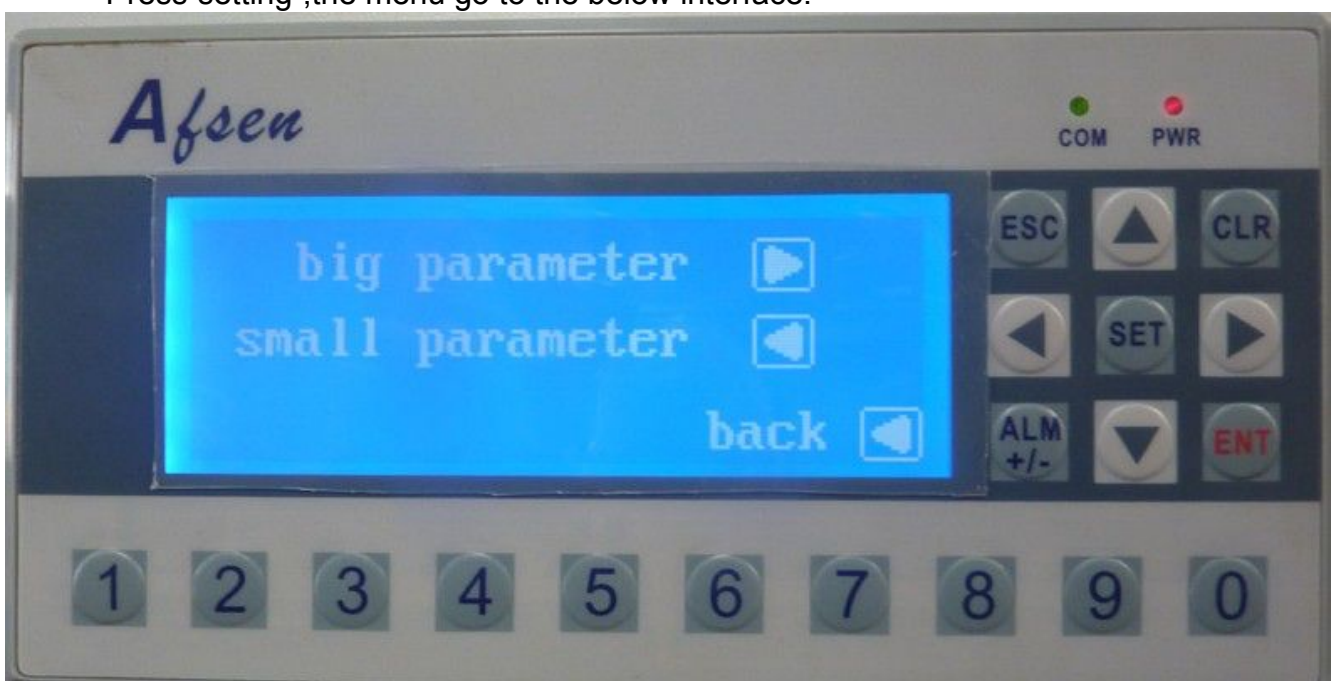 Press setting ,the menu go to the below interface.
Afsen
COM PWR
big parameter
small parameter
back
ESC CLR
SET
ALM +/- ENT
1 2 3 4 5 6 7 8 9 0